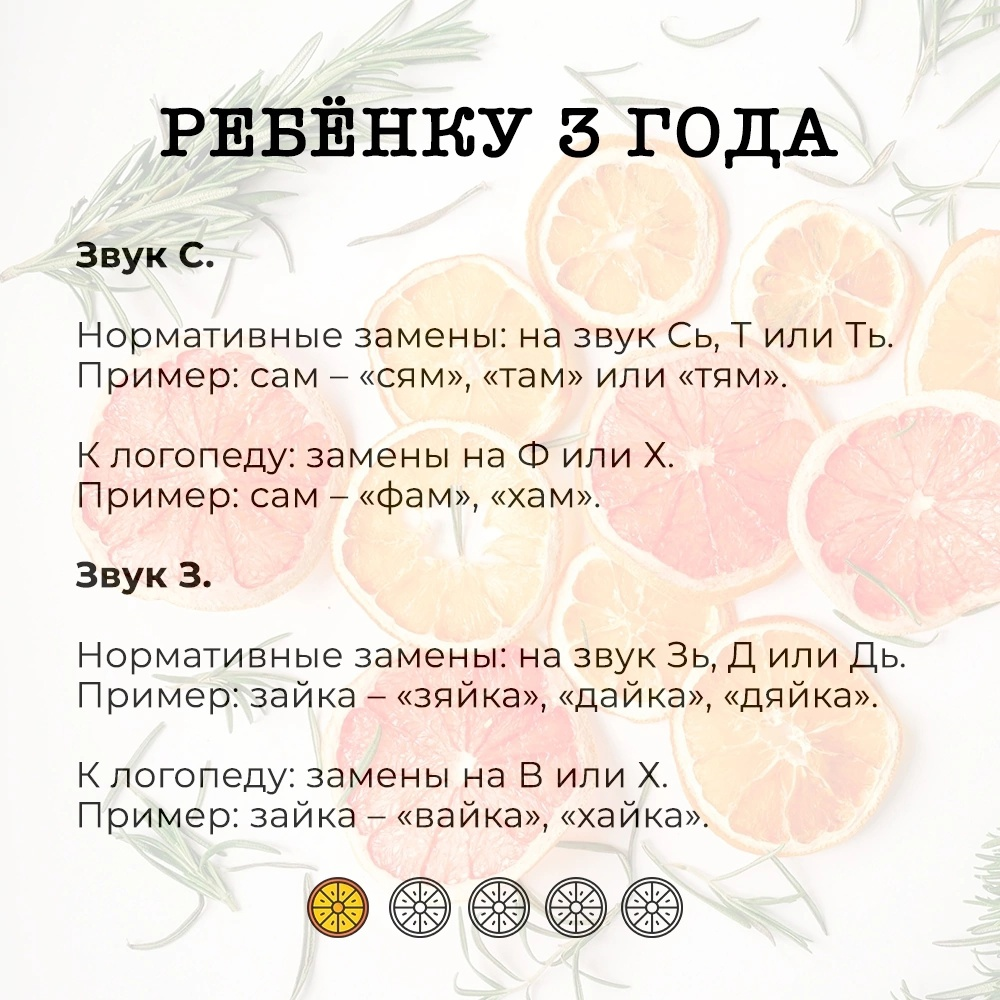 РЕБЁНКУ 3 ГОДА
Звук С.
Нормативные замены: на звук Сь, Т или Ть.
Пример: сам – «сям», «там» или «тям».
К логопеду: замены на Ф или Х.
Пример: сам – «фам», «хам».
Звук З.
Нормативные замены: на звук Зь, Д или Дь.
Пример: зайка – «зяйка», «дайка», «дяйка».
К логопеду: замены на В или Х.
Пример: зайка – «вайка», «хайка».